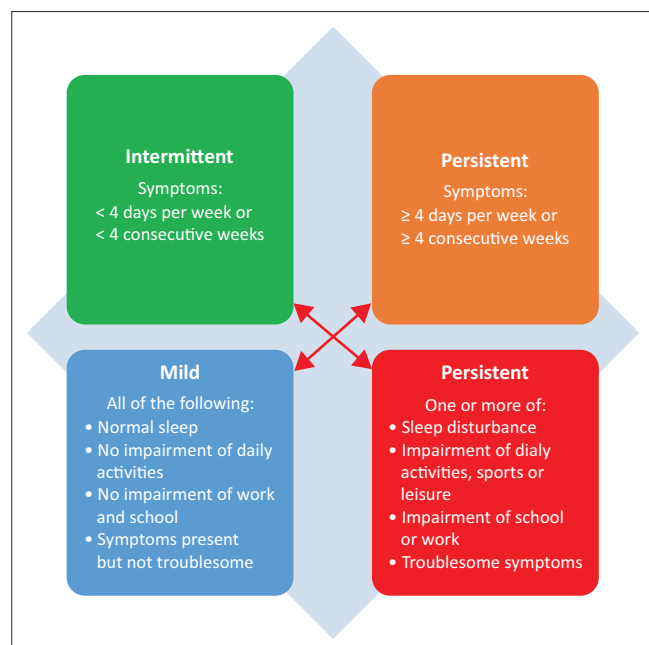 Intermittent
Symptoms:
< 4 days per week or
< 4 consecutive weeks
Persistent
Symptoms:
≥ 4 days per week or
≥ 4 consecutive weeks
Mild
All of the following:
• Normal sleep
• No impairment of daily
activities
• No impairment of work
and school
• Symptoms present
but not troublesome
Persistent
One or more of:
• Sleep disturbance
• Impairment of dialy
activities, sports or
leisure
• Impairment of school
or work
• Troublesome symptoms